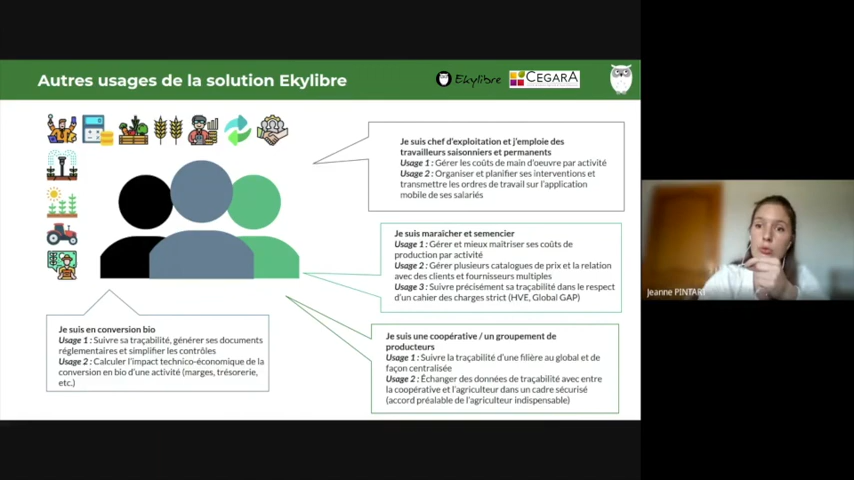 Autres usages de la solution Ekylibre
Ekylibre
CEGARA
Je suis chef d'exploitation et j'emploie des
travailleurs saisonniers et permanents
Usage 1 : Gérer les coûts de main d'oeuvre par activité
Usage 2 : Organiser et planifier ses interventions et
transmettre les ordres de travail sur l'application
mobile de ses salariés
Je suis maraîcher et semencier
Usage 1 : Gérer et mieux maîtriser ses coûts de
production par activité
Usage 2 : Gérer plusieurs catalogues de prix et la relation
avec des clients et fournisseurs multiples
Usage 3 : Suivre précisément sa traçabilité dans le respect
d'un cahier des charges strict (HVE, Global GAP)
Je suis en conversion bio
Usage 1 : Suivre sa traçabilité, générer ses documents
réglementaires et simplifier les contrôles
Usage 2 : Calculer l'impact technico-économique de la
conversion en bio d'une activité (marges, trésorerie,
etc.)
Je suis une coopérative / un groupement de
producteurs
Usage 1 : Suivre la traçabilité d'une filière au global et de
façon centralisée
Usage 2 : Échanger des données de traçabilité avec entre
la coopérative et l'agriculteur dans un cadre sécurisé
(accord préalable de l'agriculteur indispensable)
Jeanne PINTART